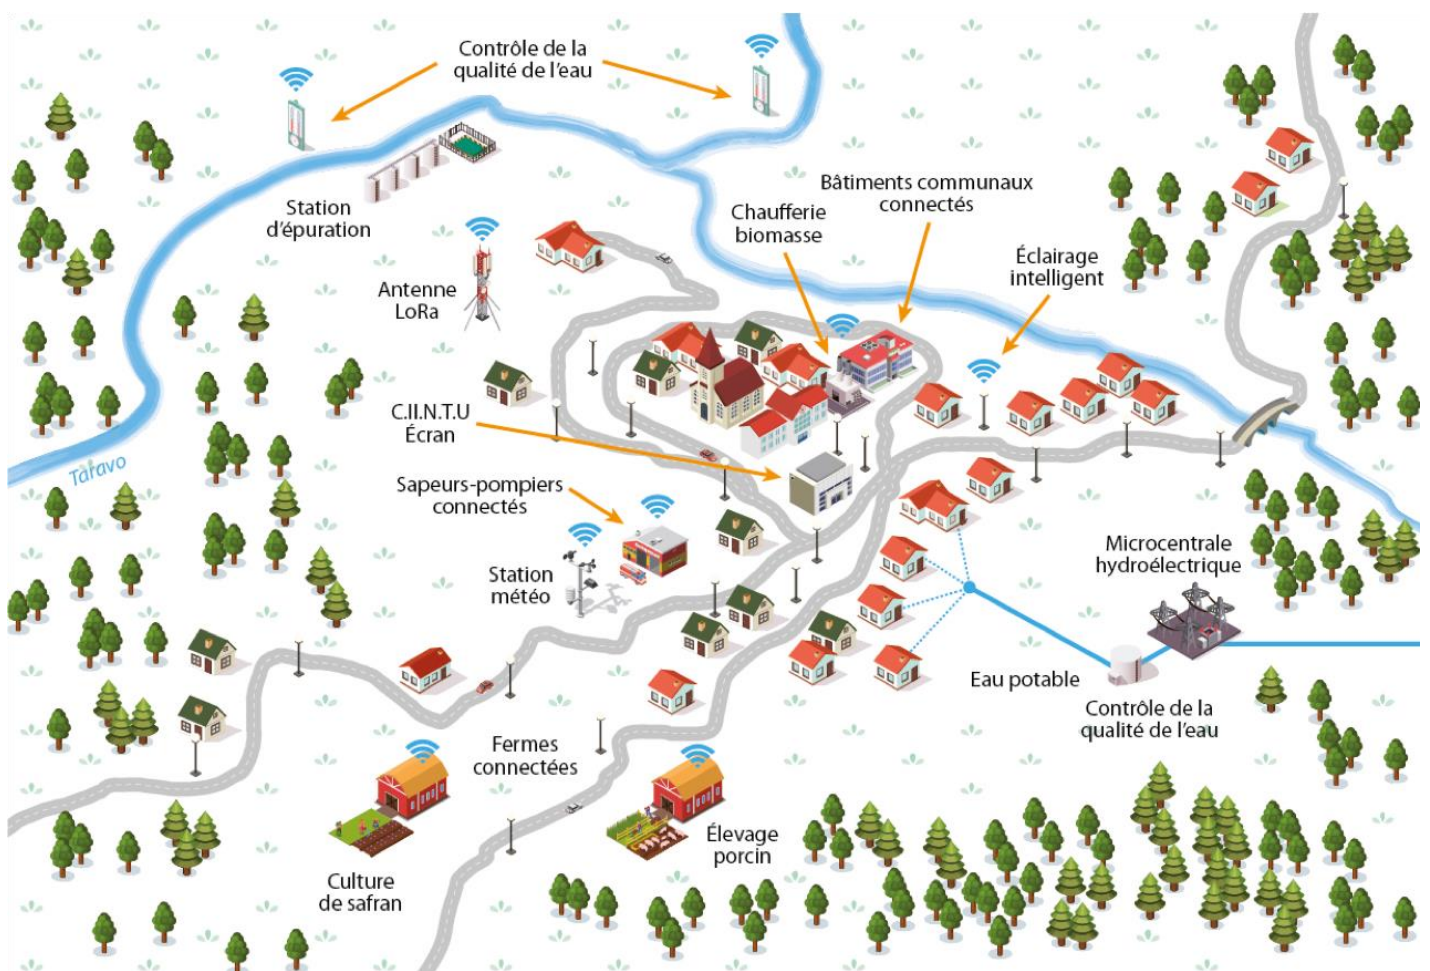 Contrôle de la
qualité de l'eau
Station
d'épuration
Antenne
LoRa
Chaufferie
biomasse
Bâtiments communaux
connectés
Éclairage
intelligent
C.II.N.T.U
Écran
Taravo
Sapeurs-pompiers
connectés
Station
météo
Microcentrale
hydroélectrique
Eau potable
Contrôle de la
qualité de l'eau
Fermes
connectées
Culture
de safran
Élevage
porcin